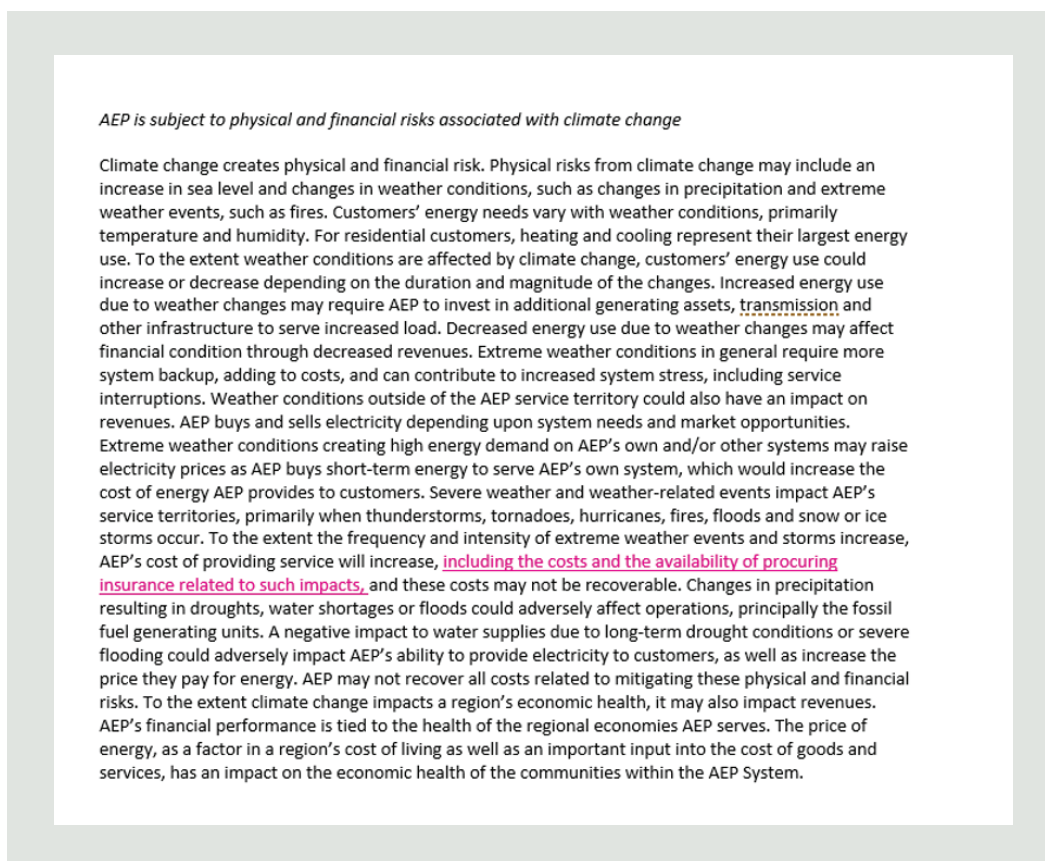 AEP is subject to physical and financial risks associated with climate change
Climate change creates physical and financial risk. Physical risks from climate change may include an
increase in sea level and changes in weather conditions, such as changes in precipitation and extreme
weather events, such as fires. Customers’ energy needs vary with weather conditions, primarily
temperature and humidity. For residential customers, heating and cooling represent their largest energy
use. To the extent weather conditions are affected by climate change, customers’ energy use could
increase or decrease depending on the duration and magnitude of the changes. Increased energy use
due to weather changes may require AEP to invest in additional generating assets, transmission and
other infrastructure to serve increased load. Decreased energy use due to weather changes may affect
financial condition through decreased revenues. Extreme weather conditions in general require more
system backup, adding to costs, and can contribute to increased system stress, including service
interruptions. Weather conditions outside of the AEP service territory could also have an impact on
revenues. AEP buys and sells electricity depending upon system needs and market opportunities.
Extreme weather conditions creating high energy demand on AEP’s own and/or other systems may raise
electricity prices as AEP buys short-term energy to serve AEP’s own system, which would increase the
cost of energy AEP provides to customers. Severe weather and weather-related events impact AEP’s
service territories, primarily when thunderstorms, tornadoes, hurricanes, fires, floods and snow or ice
storms occur. To the extent the frequency and intensity of extreme weather events and storms increase,
AEP’s cost of providing service will increase, including the costs and the availability of procuring
insurance related to such impacts, and these costs may not be recoverable. Changes in precipitation
resulting in droughts, water shortages or floods could adversely affect operations, principally the fossil
fuel generating units. A negative impact to water supplies due to long-term drought conditions or severe
flooding could adversely impact AEP’s ability to provide electricity to customers, as well as increase the
price they pay for energy. AEP may not recover all costs related to mitigating these physical and financial
risks. To the extent climate change impacts a region’s economic health, it may also impact revenues.
AEP’s financial performance is tied to the health of the regional economies AEP serves. The price of
energy, as a factor in a region’s cost of living as well as an important input into the cost of goods and
services, has an impact on the economic health of the communities within the AEP System.